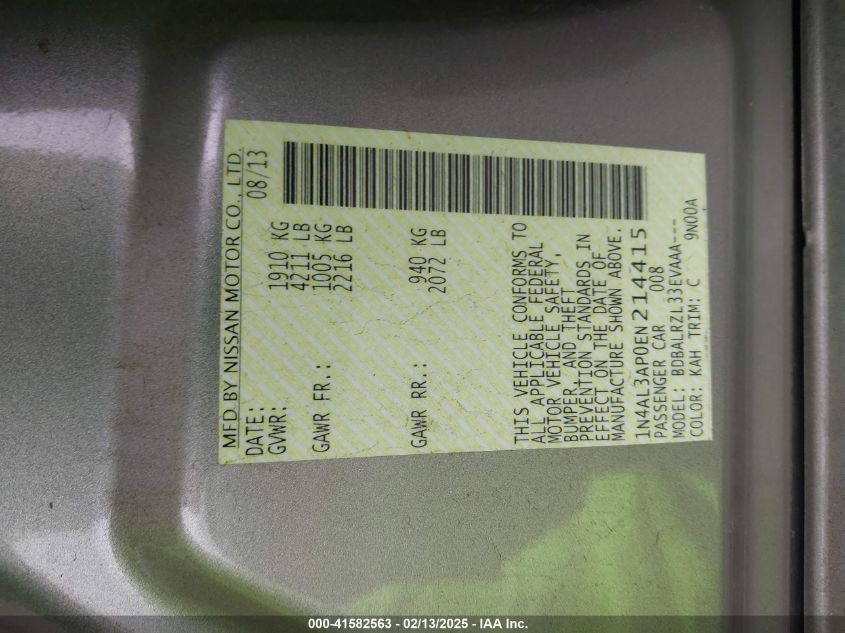 MFD BY NISSAN MOTOR CO., LTD.
DATE: 08/13
GVWR: 1910 KG
4211 LB
GAWR FR.: 1005 KG
2216 LB
GAWR RR.: 940 KG
2072 LB
THIS VEHICLE CONFORMS TO
ALL APPLICABLE FEDERAL
MOTOR VEHICLE SAFETY,
BUMPER, AND THEFT
PREVENTION STANDARDS IN
EFFECT ON THE DATE OF
MANUFACTURE SHOWN ABOVE.
1N4AL3AP0EN214415
PASSENGER CAR 008
MODEL: BDBALRZL33EVAAA---
COLOR: KAH TRIM: C 9N00A
000-41582563 - 02/13/2025 - IAA Inc.